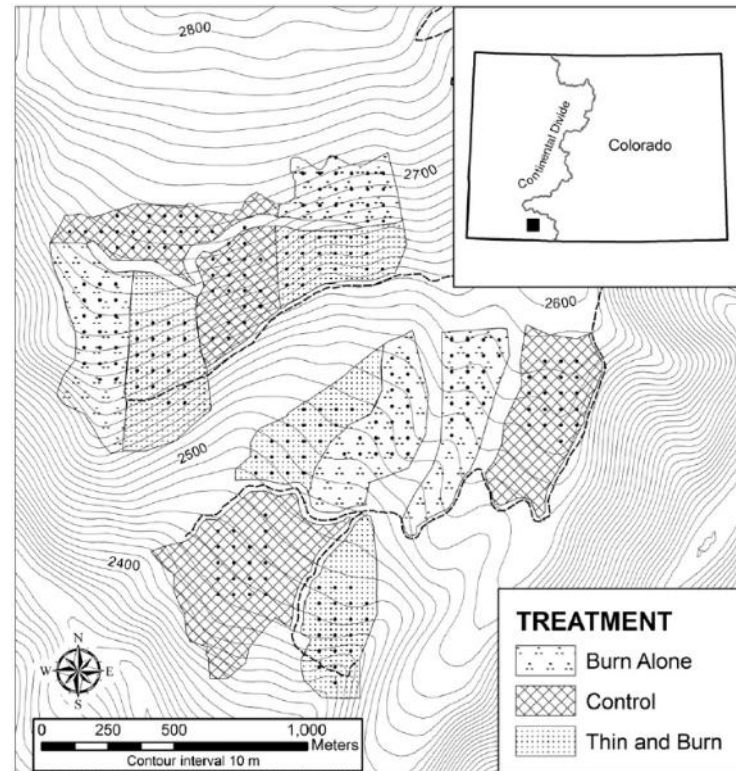 2800
Continental Divide
Colorado
2700
2600
2500
2400
N
W E
S
TREATMENT
Burn Alone
Control
Thin and Burn
0 250 500 1,000
Meters
Contour interval 10 m